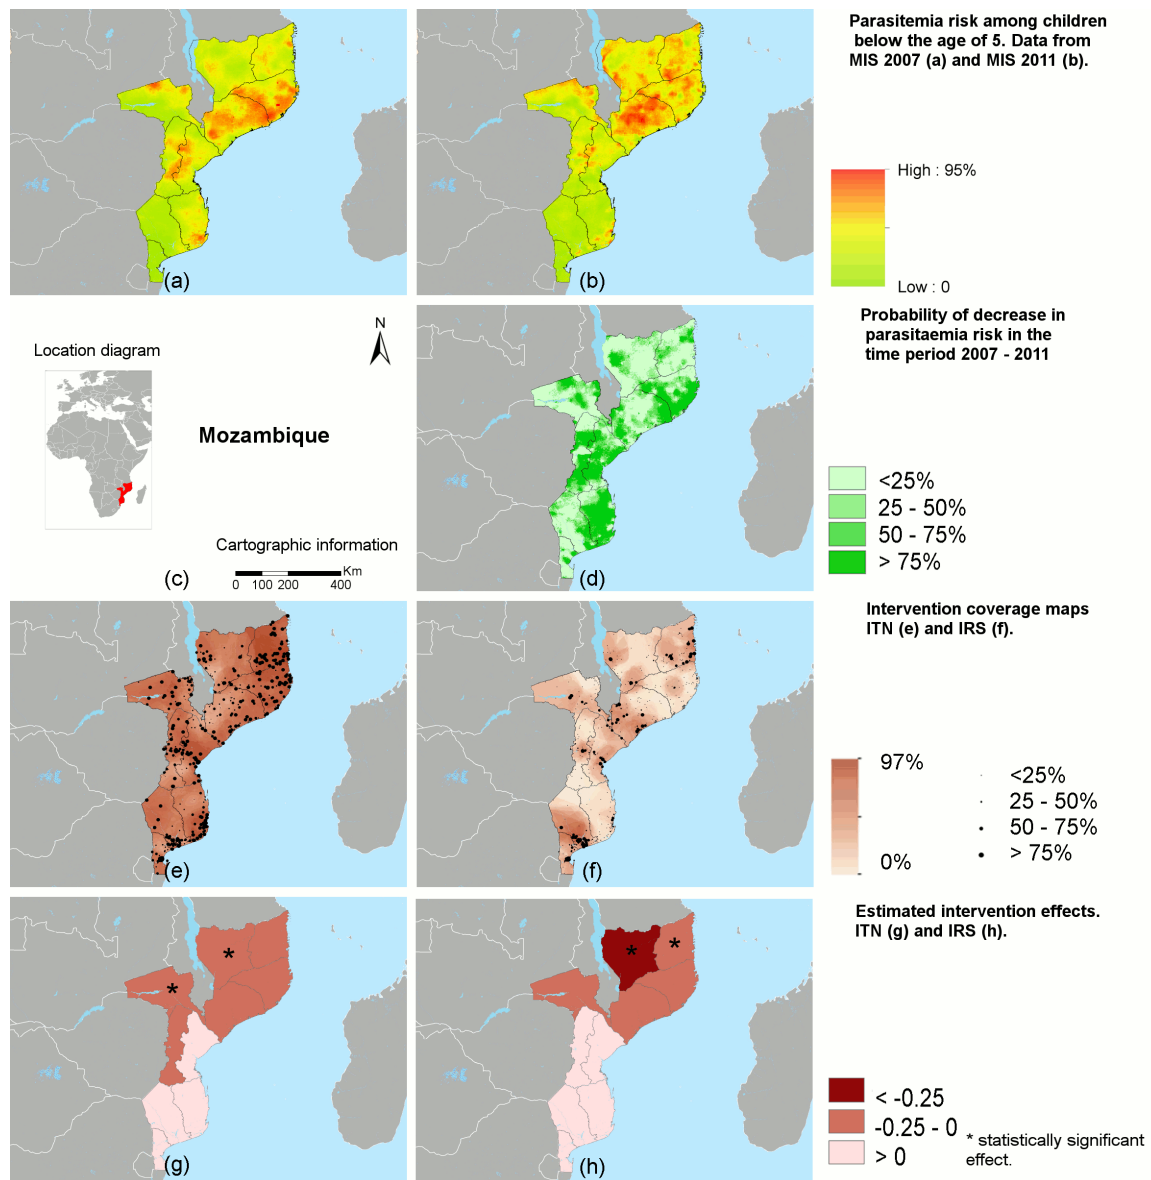 Parasitemia risk among children
below the age of 5. Data from
MIS 2007 (a) and MIS 2011 (b).
High : 95%
Low : 0
(a)
(b)
Probability of decrease in
parasitaemia risk in the
time period 2007 - 2011
N
Location diagram
Mozambique
Cartographic information
Km
0 100 200 400
(c)
(d)
<25%
25 - 50%
50 - 75%
> 75%
Intervention coverage maps
ITN (e) and IRS (f).
97%
0%
<25%
25 - 50%
50 - 75%
> 75%
(e)
(f)
Estimated intervention effects.
ITN (g) and IRS (h).
*
*
*
*
< -0.25
-0.25 - 0
> 0
* statistically significant
effect.
(g)
(h)